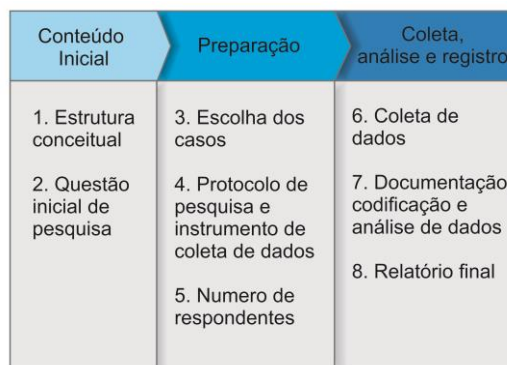 Conteúdo
Inicial
Preparação
Coleta,
análise e registro
1. Estrutura
conceitual
2. Questão
inicial de
pesquisa
3. Escolha dos
casos
4. Protocolo de
pesquisa e
instrumento de
coleta de dados
5. Numero de
respondentes
6. Coleta de
dados
7. Documentação
codificação e
análise de dados
8. Relatório final